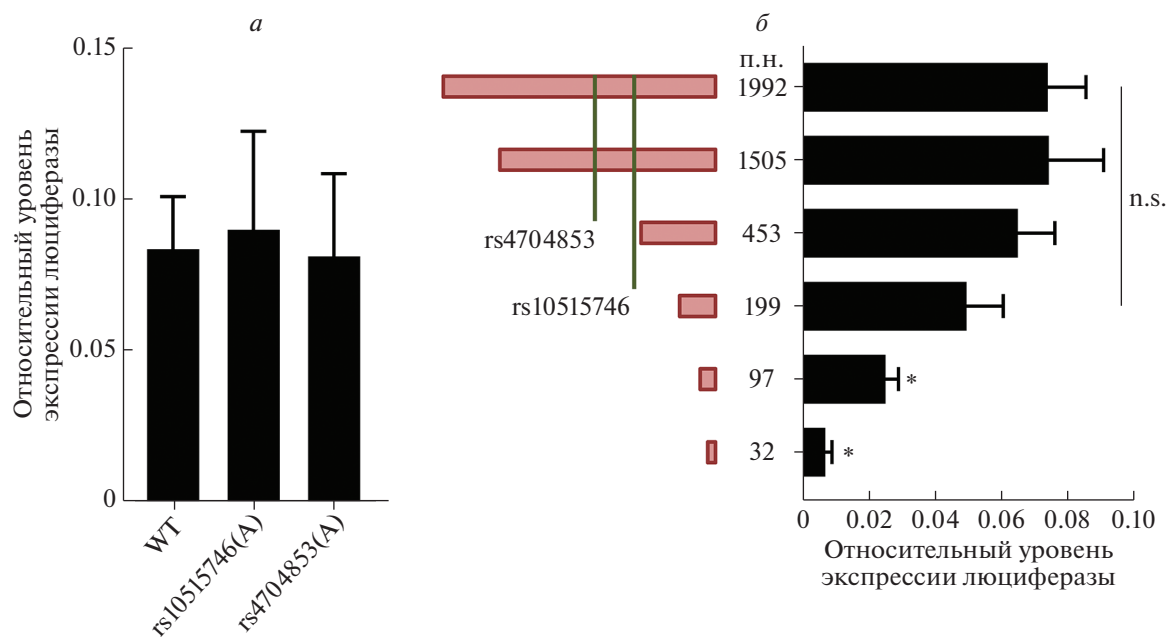 а
0.15
0.10
0.05
0
Относительный уровень
экспрессии люциферазы
WT
rs10515746(A)
rs4704853(A)
б
п.н.
1992
1505
453
199
97
32
rs4704853
rs10515746
n.s.
*
*
0 0.02 0.04 0.06 0.08 0.10
Относительный уровень
экспрессии люциферазы